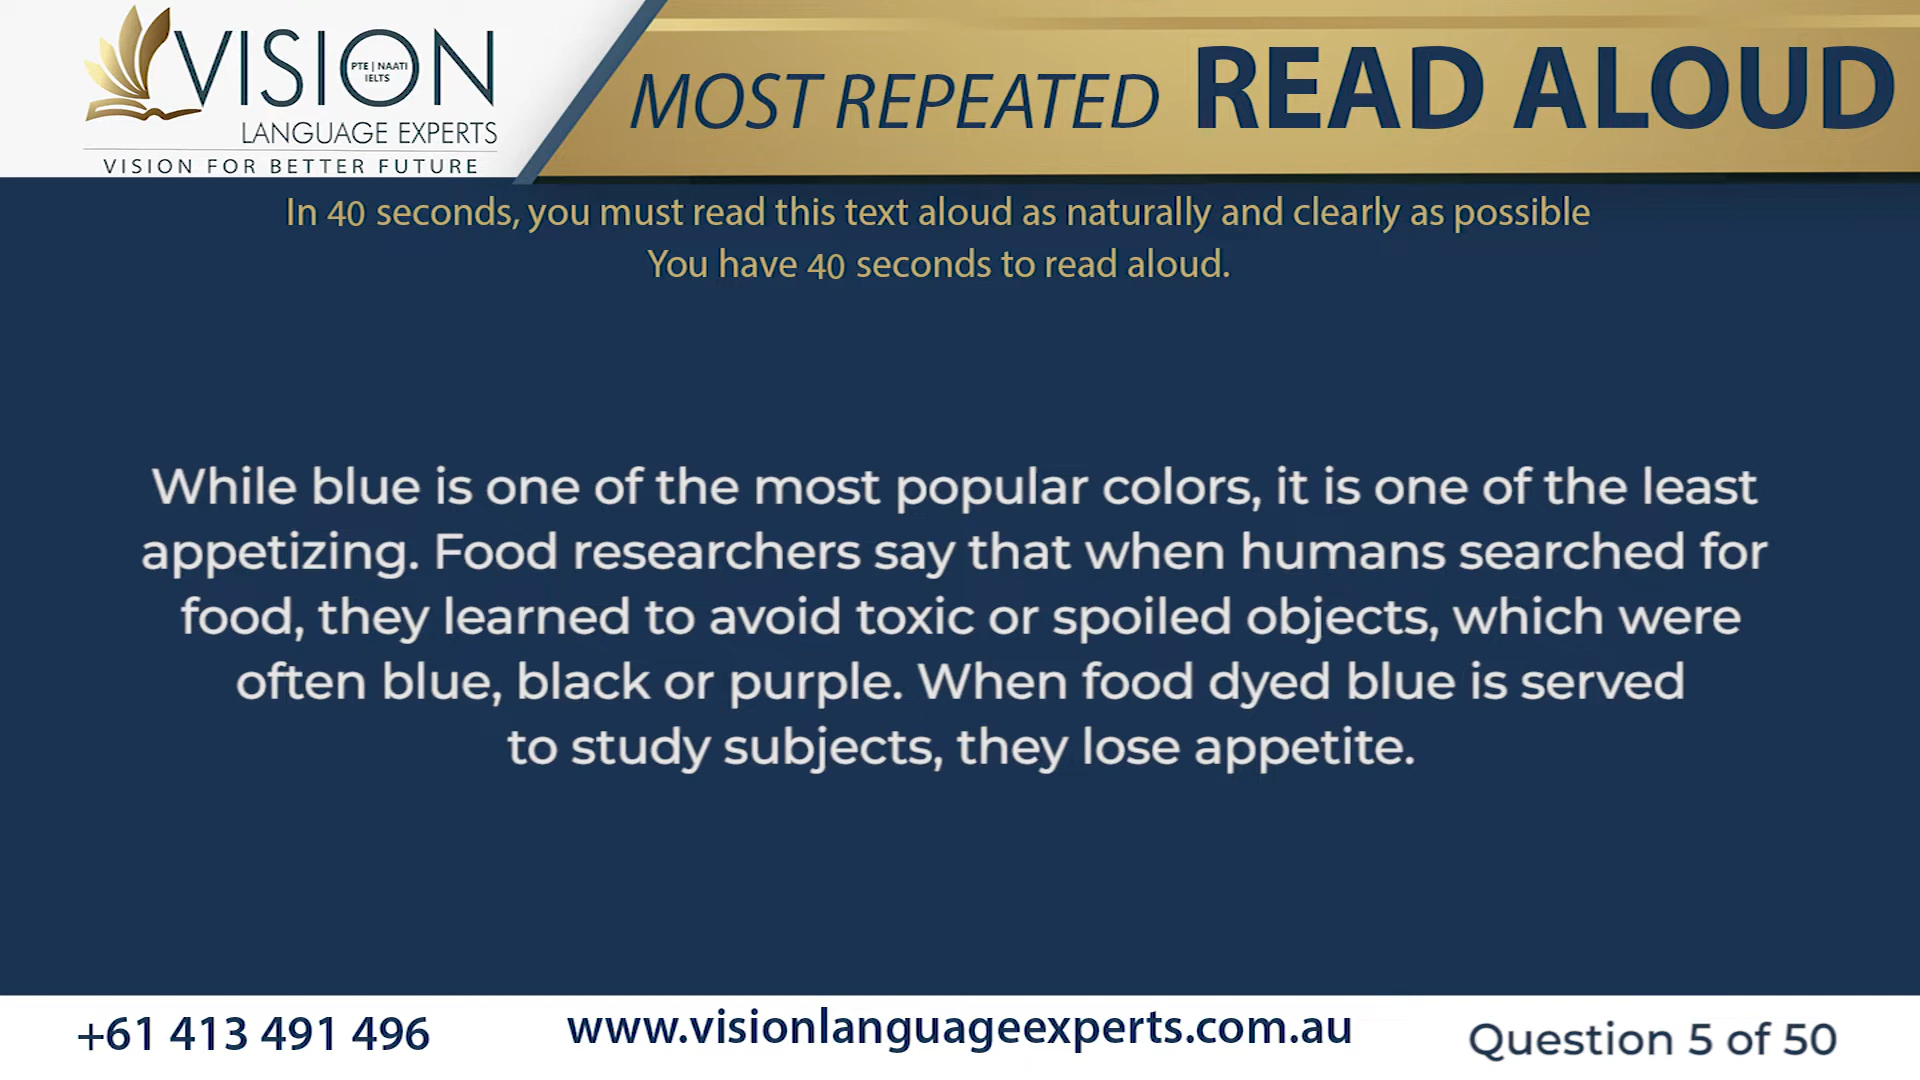 VISION
PTE | NAATI
IELTS
LANGUAGE EXPERTS
VISION FOR BETTER FUTURE
MOST REPEATED READ ALOUD
In 40 seconds, you must read this text aloud as naturally and clearly as possible
You have 40 seconds to read aloud.
While blue is one of the most popular colors, it is one of the least
appetizing. Food researchers say that when humans searched for
food, they learned to avoid toxic or spoiled objects, which were
often blue, black or purple. When food dyed blue is served
to study subjects, they lose appetite.
+61 413 491 496
www.visionlanguageexperts.com.au
Question 5 of 50